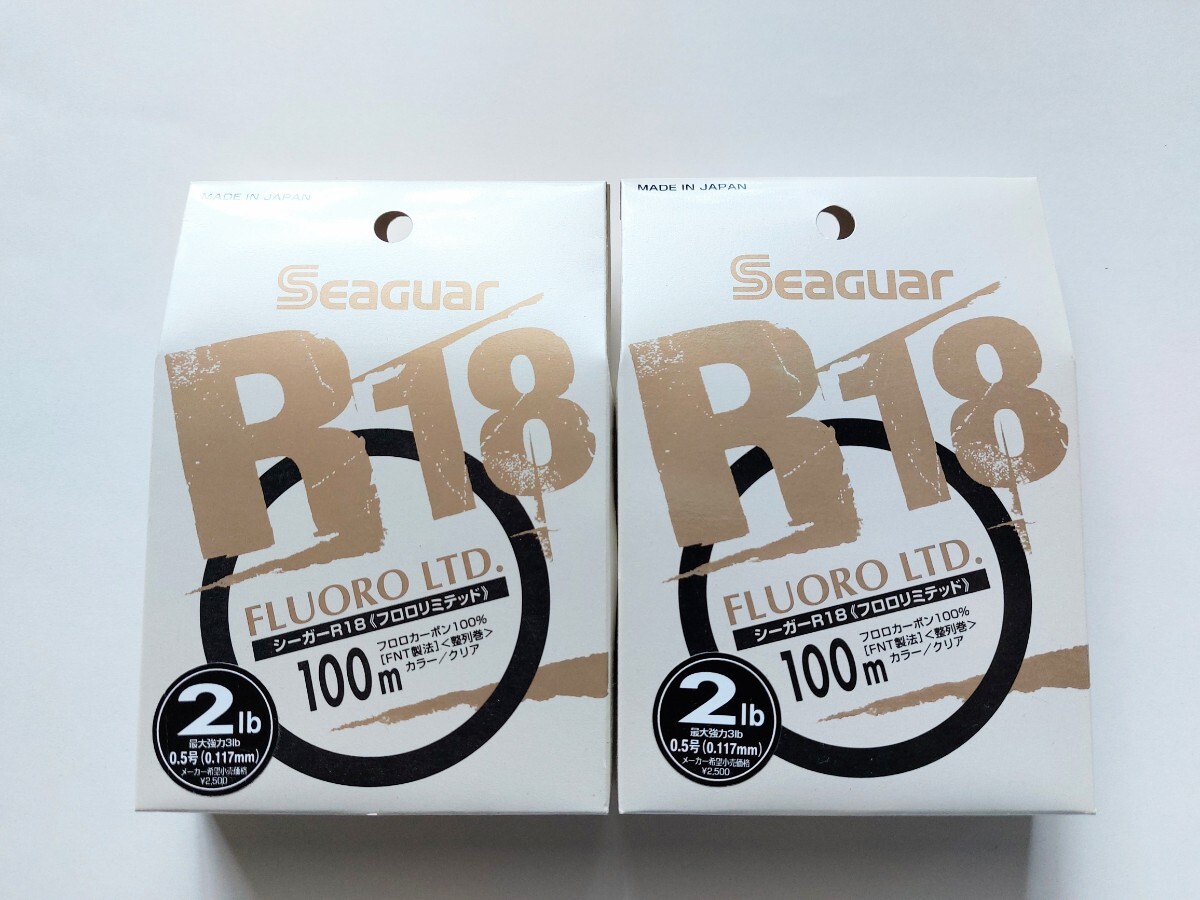 MADE IN JAPAN
Seaguar
R18
FLUORO LTD.
シーガーR18《フロロリミテッド》
100m
フロロカーボン100%
[FNT製法]<整列巻>
カラー/クリア
2lb
最大強力3lb
0.5号(0.117mm)
メーカー希望小売価格
¥2,500
MADE IN JAPAN
Seaguar
R18
FLUORO LTD.
シーガーR18《フロロリミテッド》
100m
フロロカーボン100%
[FNT製法]<整列巻>
カラー/クリア
2lb
最大強力3lb
0.5号(0.117mm)
メーカー希望小売価格
¥2,500